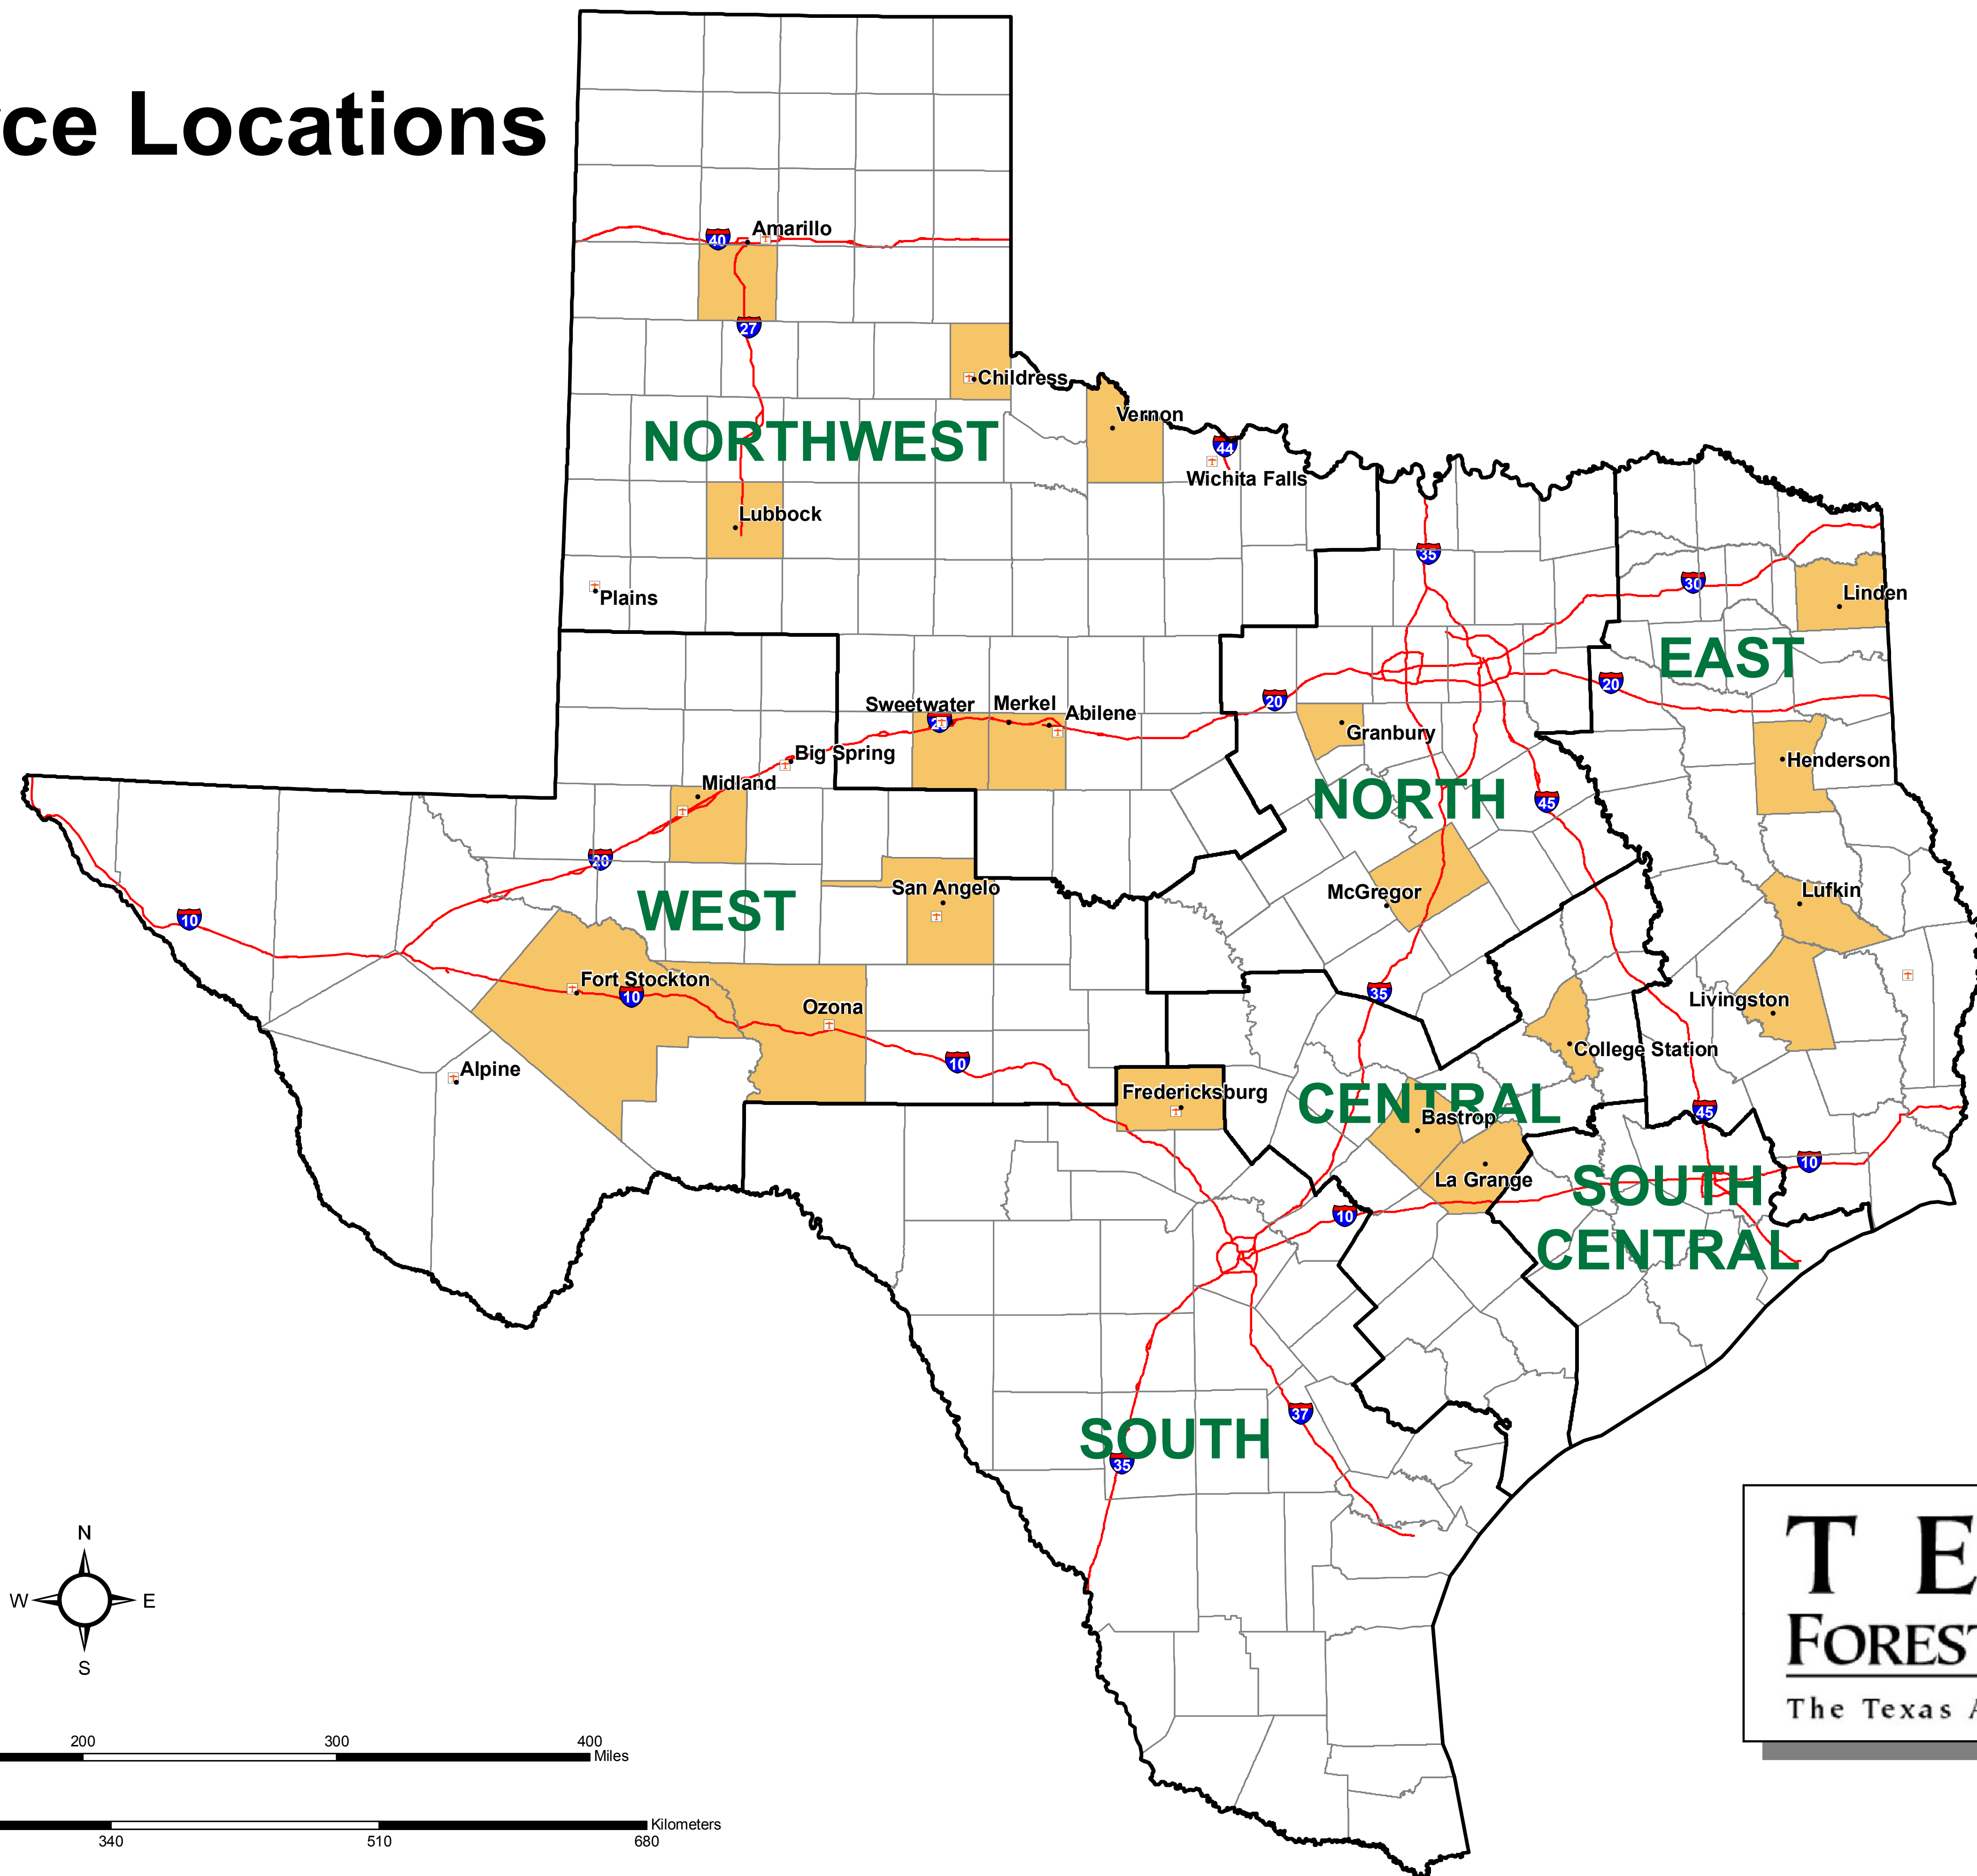 ce Locations
Amarillo
40
27
Childress
Vernon
NORTHWEST
44
Wichita Falls
Lubbock
35
30
Linden
Plains
EAST
20
20
Sweetwater
Merkel
Abilene
Granbury
Big Spring
Henderson
Midland
NORTH
45
20
San Angelo
McGregor
Lufkin
WEST
10
Fort Stockton
10
Ozona
35
Livingston
College Station
10
Alpine
Fredericksburg
CENTRAL
Bastrop
45
La Grange
10
SOUTH
CENTRAL
10
37
SOUTH
35
N
W
E
S
T E
FOREST
The Texas A
200
300
400
Miles
Kilometers
340
510
680